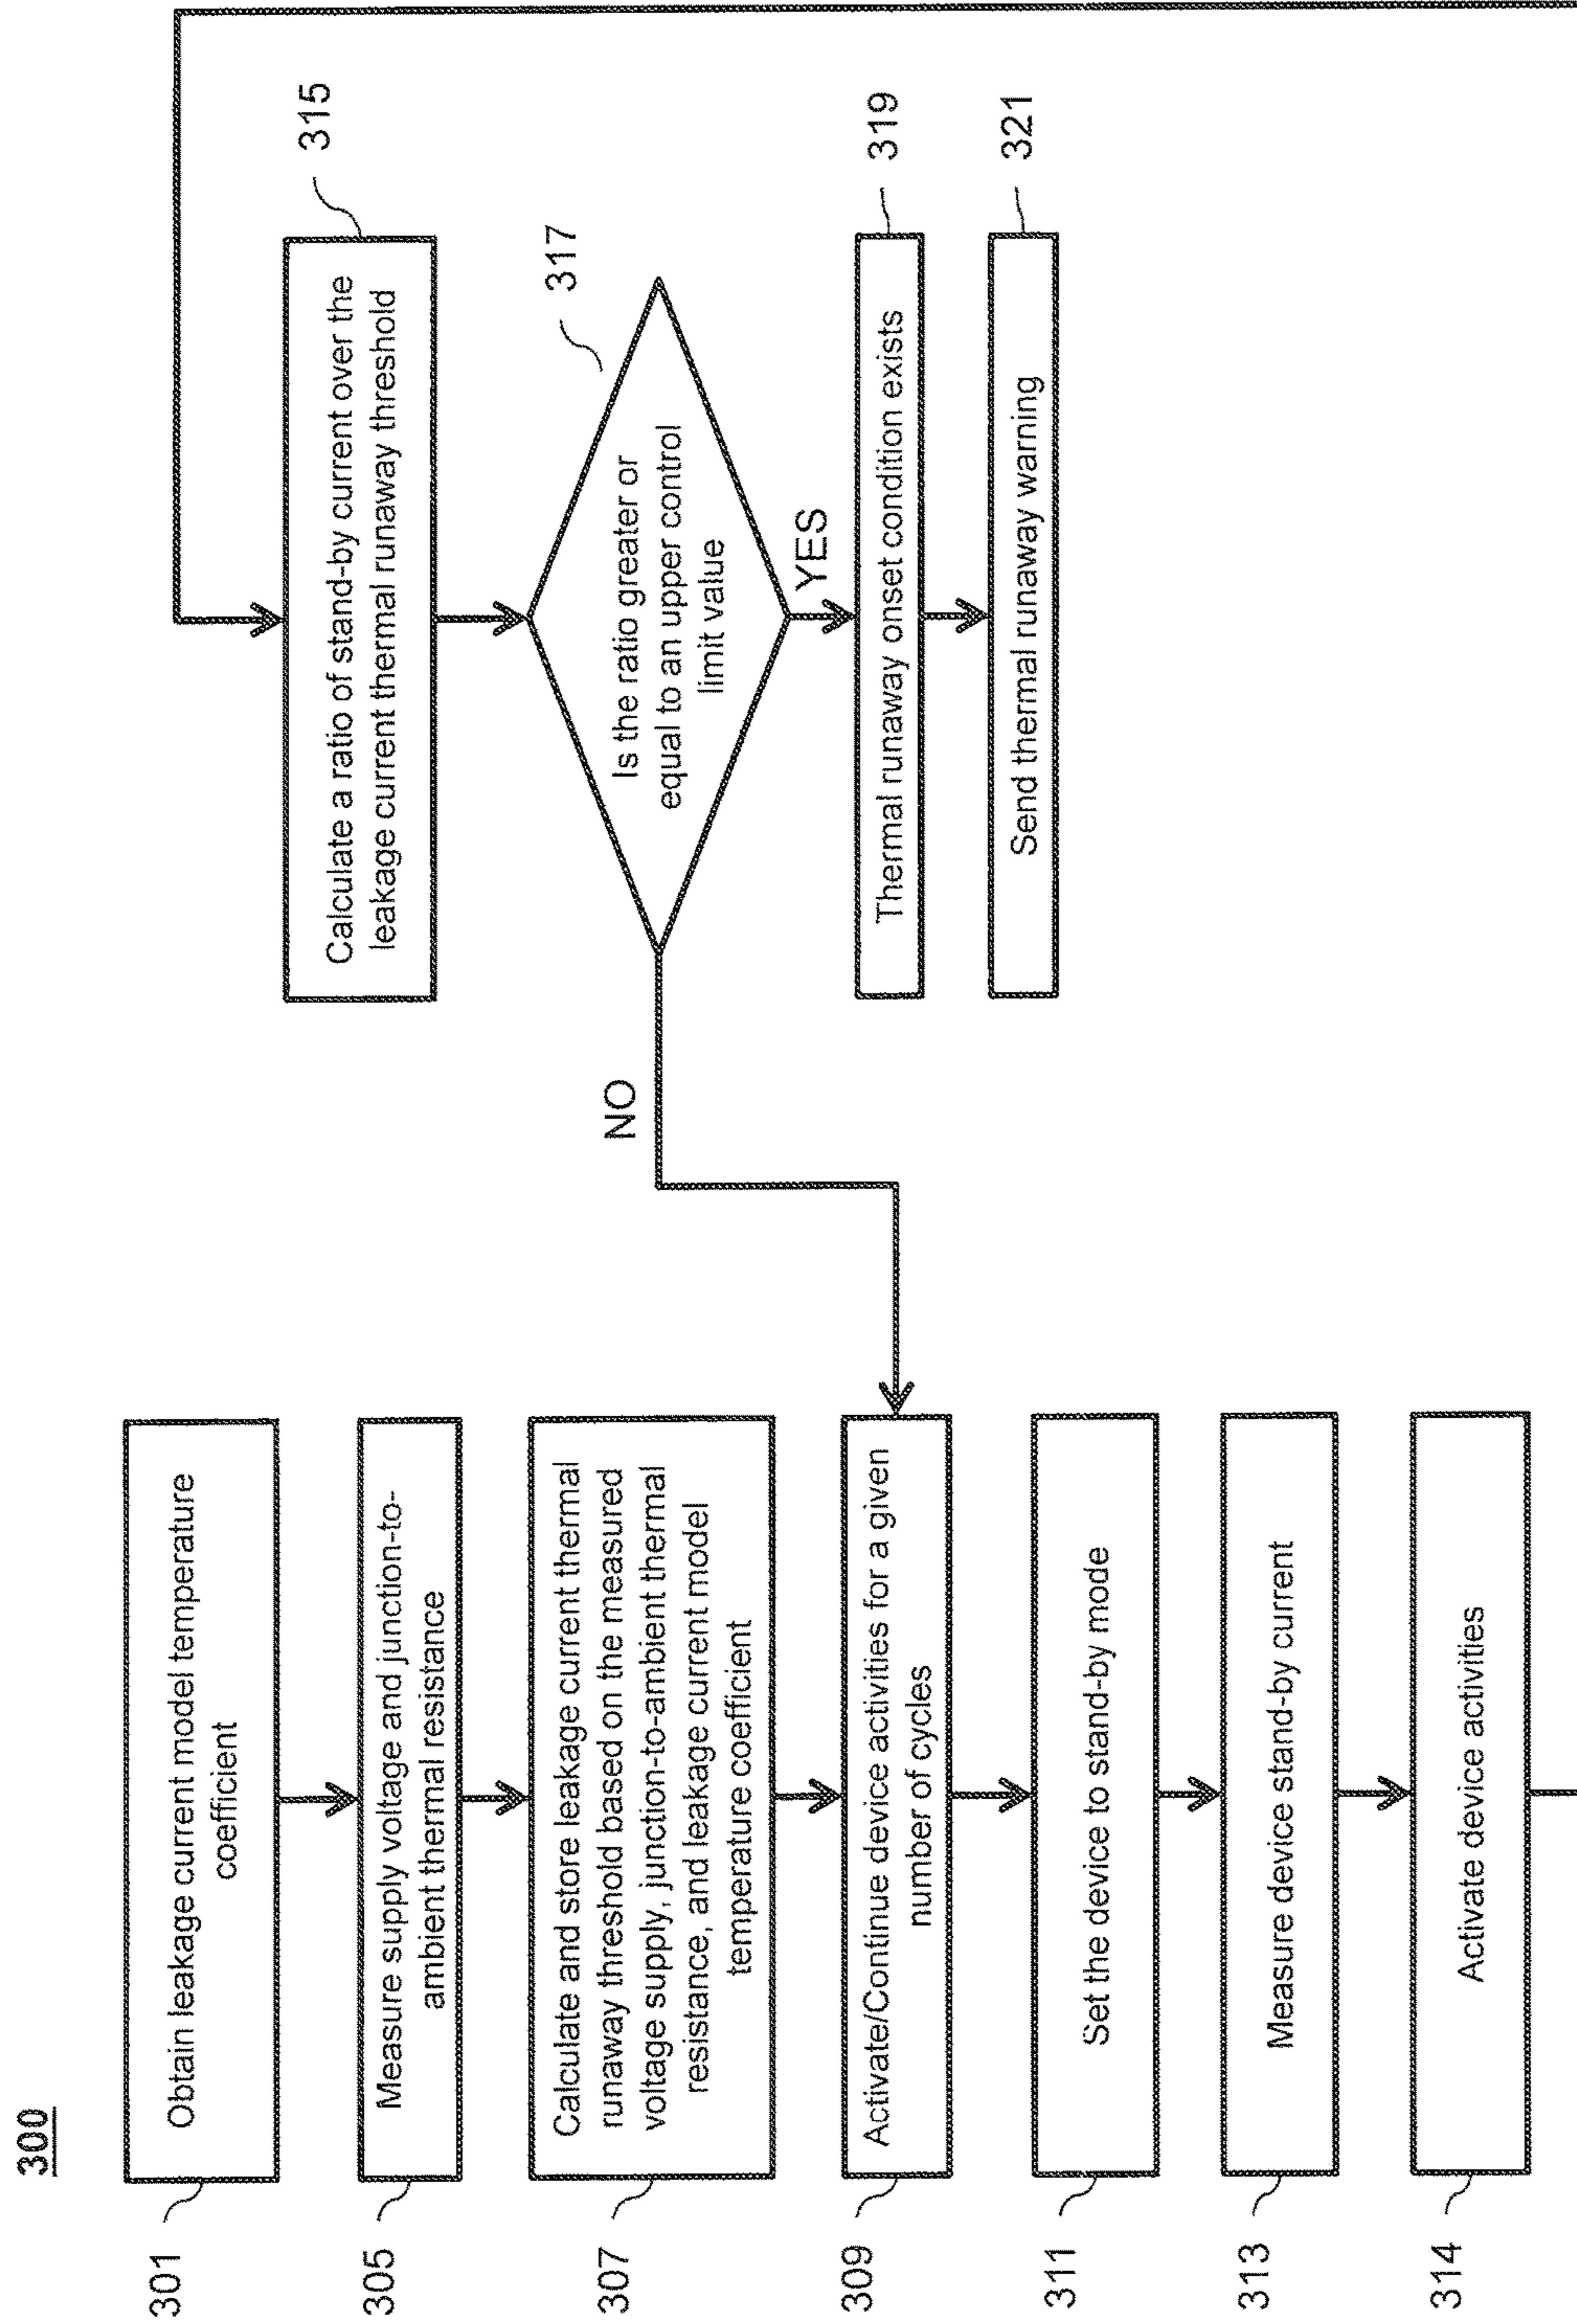 300
301
Obtain leakage current model temperature
coefficient
305
Measure supply voltage and junction-to-
ambient thermal resistance
307
Calculate and store leakage current thermal
runaway threshold based on the measured
voltage supply, junction-to-ambient thermal
resistance, and leakage current model
temperature coefficient
309
Activate/Continue device activities for a given
number of cycles
311
Set the device to stand-by mode
313
Measure device stand-by current
314
Activate device activities
315
Calculate a ratio of stand-by current over the
leakage current thermal runaway threshold
317
Is the ratio greater or
equal to an upper control
limit value
NO
YES
319
Thermal runaway onset condition exists
321
Send thermal runaway warning